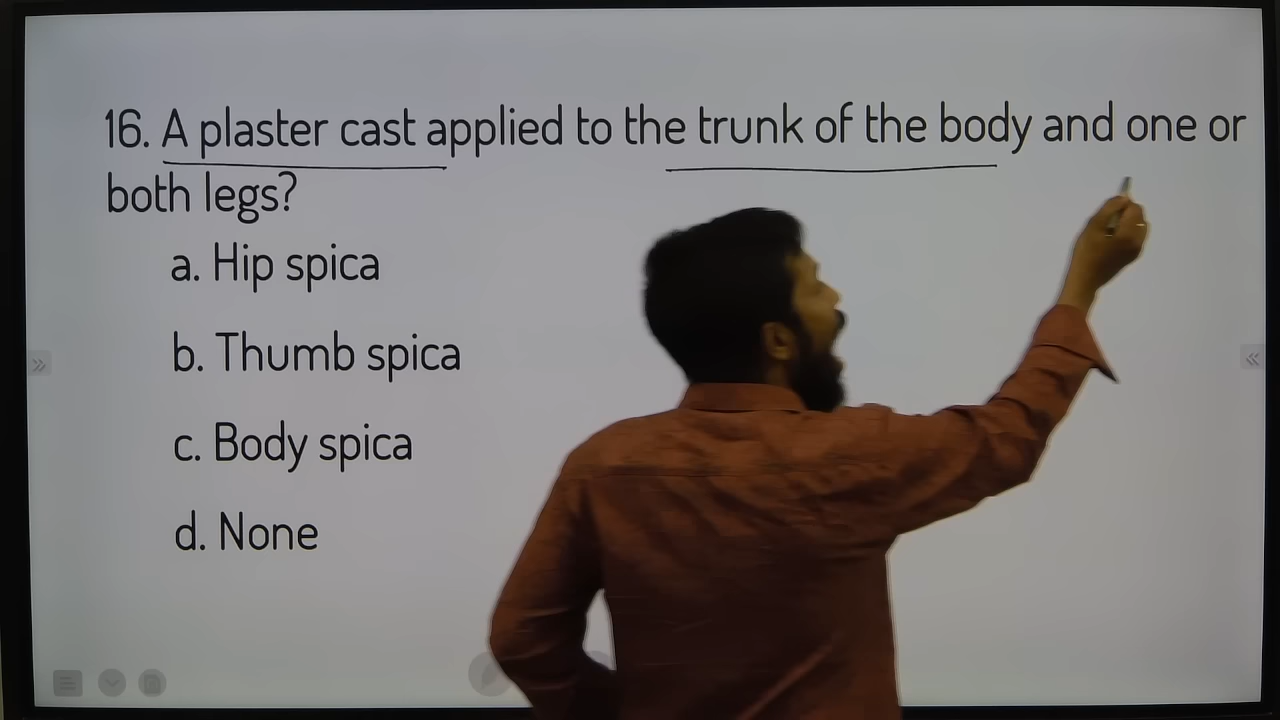 16. A plaster cast applied to the trunk of the body and one or
both legs?
a. Hip spica
b. Thumb spica
c. Body spica
d. None